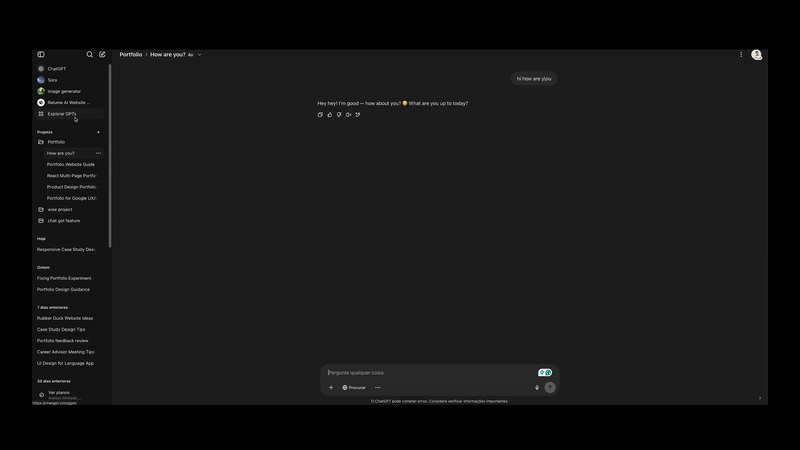 Portfolio > How are you? 4o
ChatGPT
Sora
image generator
Relume AI Website ...
Explorar GPTs
Projetos
Portfolio
How are you?
Portfolio Website Guide
React Multi-Page Portfo
Product Design Portfolio
Portfolio for Google UX/
wise project
chat gpt feature
Hoje
Responsive Case Study Desi
Ontem
Fixing Portfolio Experiment
Portfolio Design Guidance
7 dias anteriores
Rubber Duck Website Ideas
Case Study Design Tips
Portfolio feedback review
Career Advisor Meeting Tips
UI Design for Language App
30 dias anteriores
Ver planos
https://chatgpt.com/gpts
hi how are ylpu
Hey hey! I'm good — how about you? 😄 What are you up to today?
Pergunte qualquer coisa
Procurar
O ChatGPT pode cometer erros. Considere verificar informações importantes.